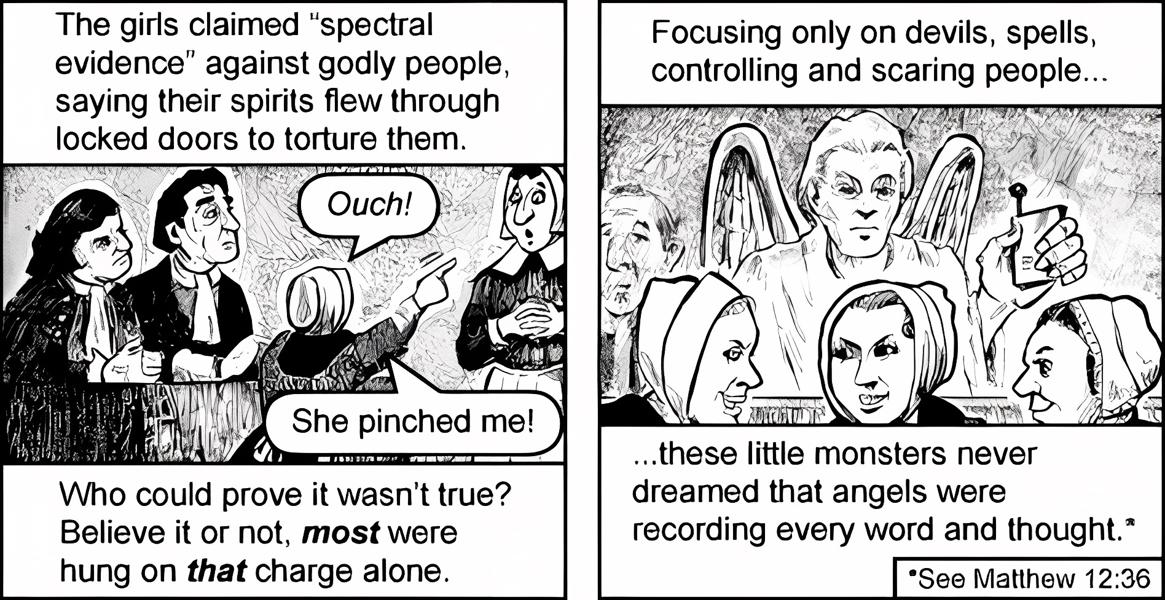 The girls claimed "spectral
evidence" against godly people,
saying their spirits flew through
locked doors to torture them.
Ouch!
She pinched me!
Who could prove it wasn't true?
Believe it or not, most were
hung on that charge alone.
Focusing only on devils, spells,
controlling and scaring people...
...these little monsters never
dreamed that angels were
recording every word and thought.*
*See Matthew 12:36